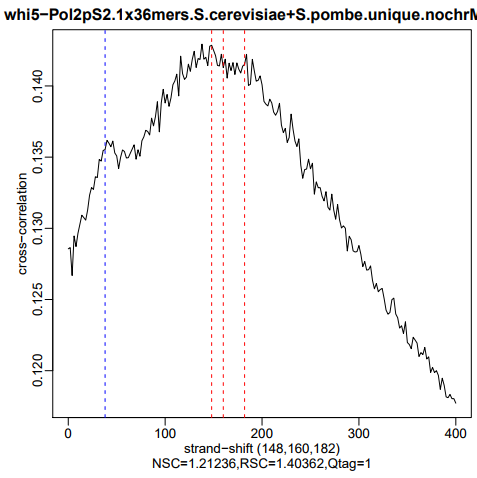 whi5−Pol2pS2.1x36mers.S.cerevisiae+S.pombe.unique.nochrM
cross−correlation
0.140
0.135
0.130
0.125
0.120
0 100 200 300 400
strand−shift (148,160,182)
NSC=1.21236,RSC=1.40362,Qtag=1